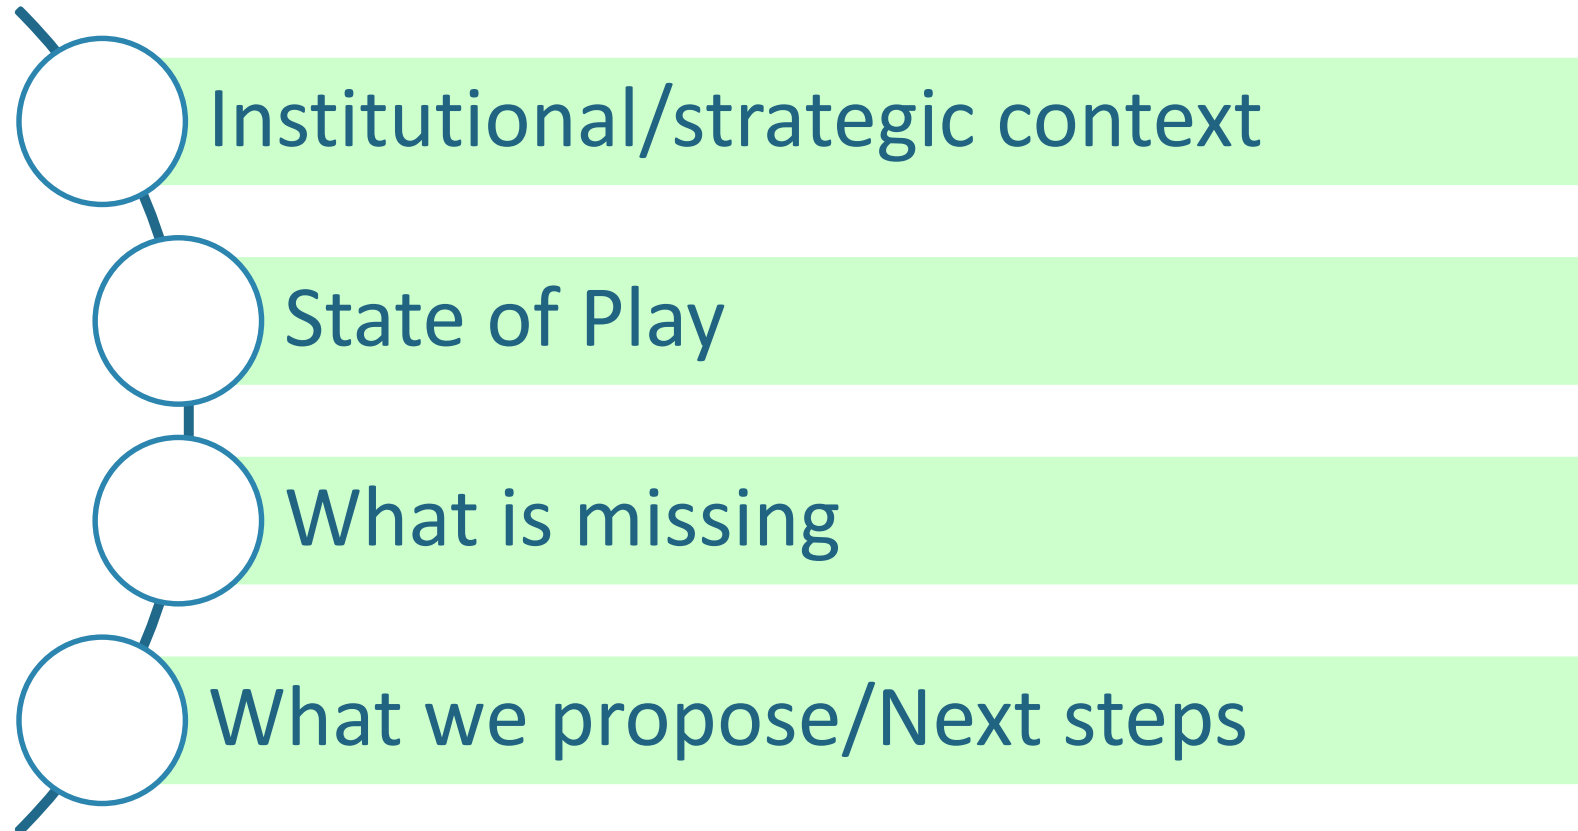 Institutional/strategic context
State of Play
What is missing
What we propose/Next steps